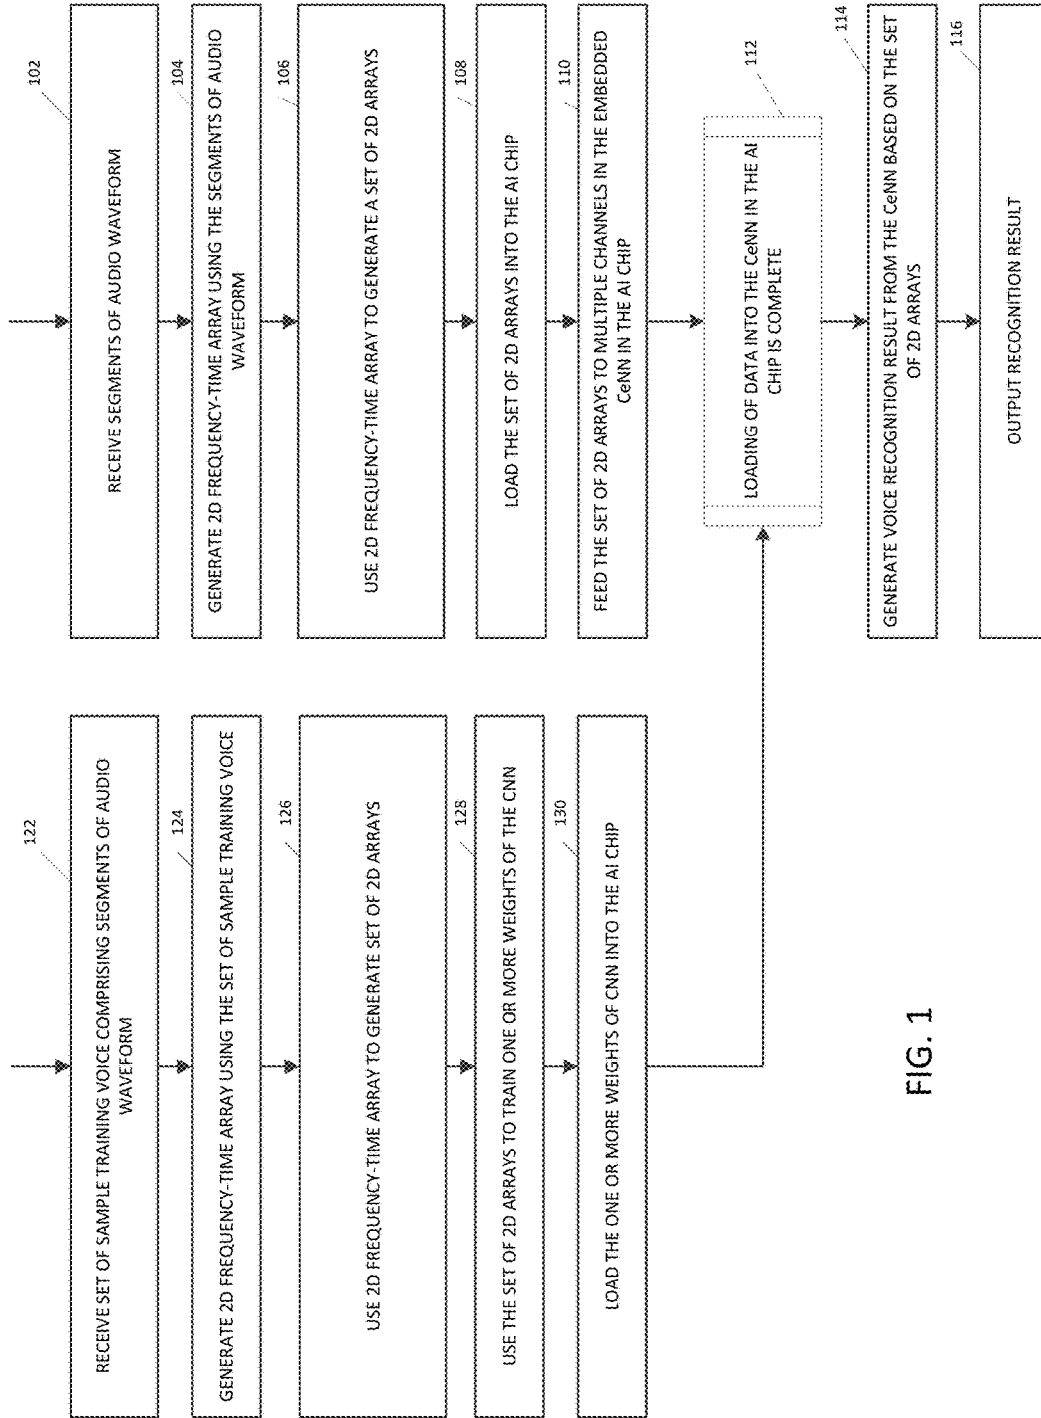 122
RECEIVE SET OF SAMPLE TRAINING VOICE COMPRISING SEGMENTS OF AUDIO
WAVEFORM
124
GENERATE 2D FREQUENCY-TIME ARRAY USING THE SET OF SAMPLE TRAINING VOICE
126
USE 2D FREQUENCY-TIME ARRAY TO GENERATE SET OF 2D ARRAYS
128
USE THE SET OF 2D ARRAYS TO TRAIN ONE OR MORE WEIGHTS OF THE CNN
130
LOAD THE ONE OR MORE WEIGHTS OF CNN INTO THE AI CHIP
102
RECEIVE SEGMENTS OF AUDIO WAVEFORM
104
GENERATE 2D FREQUENCY-TIME ARRAY USING THE SEGMENTS OF AUDIO
WAVEFORM
106
USE 2D FREQUENCY-TIME ARRAY TO GENERATE A SET OF 2D ARRAYS
108
LOAD THE SET OF 2D ARRAYS INTO THE AI CHIP
110
FEED THE SET OF 2D ARRAYS TO MULTIPLE CHANNELS IN THE EMBEDDED
CeNN IN THE AI CHIP
112
LOADING OF DATA INTO THE CeNN IN THE AI
CHIP IS COMPLETE
114
GENERATE VOICE RECOGNITION RESULT FROM THE CeNN BASED ON THE SET
OF 2D ARRAYS
116
OUTPUT RECOGNITION RESULT
FIG. 1